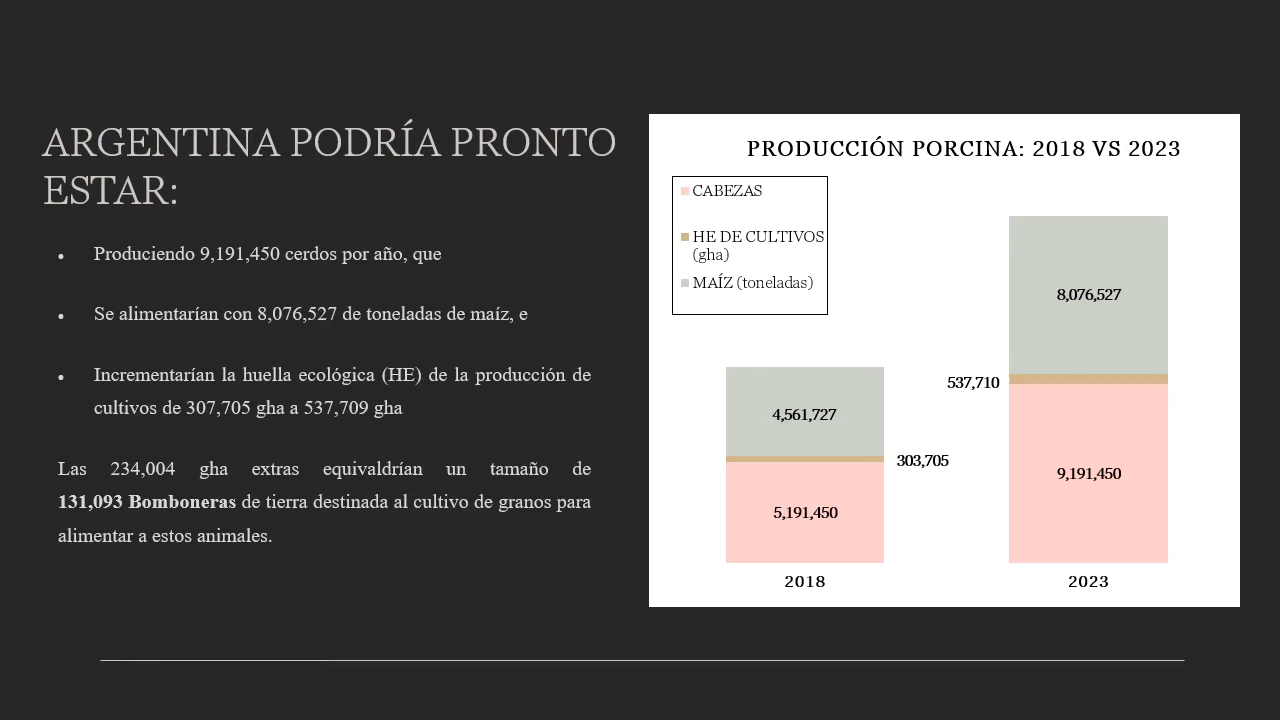 ARGENTINA PODRÍA PRONTO
ESTAR:
• Produciendo 9,191,450 cerdos por año, que
• Se alimentarían con 8,076,527 de toneladas de maíz, e
• Incrementarían la huella ecológica (HE) de la producción de
cultivos de 307,705 gha a 537,709 gha
Las 234,004 gha extras equivaldrían un tamaño de
131,093 Bomboneras de tierra destinada al cultivo de granos para
alimentar a estos animales.
PRODUCCIÓN PORCINA: 2018 VS 2023
CABEZAS
HE DE CULTIVOS
(gha)
MAÍZ (toneladas)
4,561,727
303,705
5,191,450
2018
8,076,527
537,710
9,191,450
2023